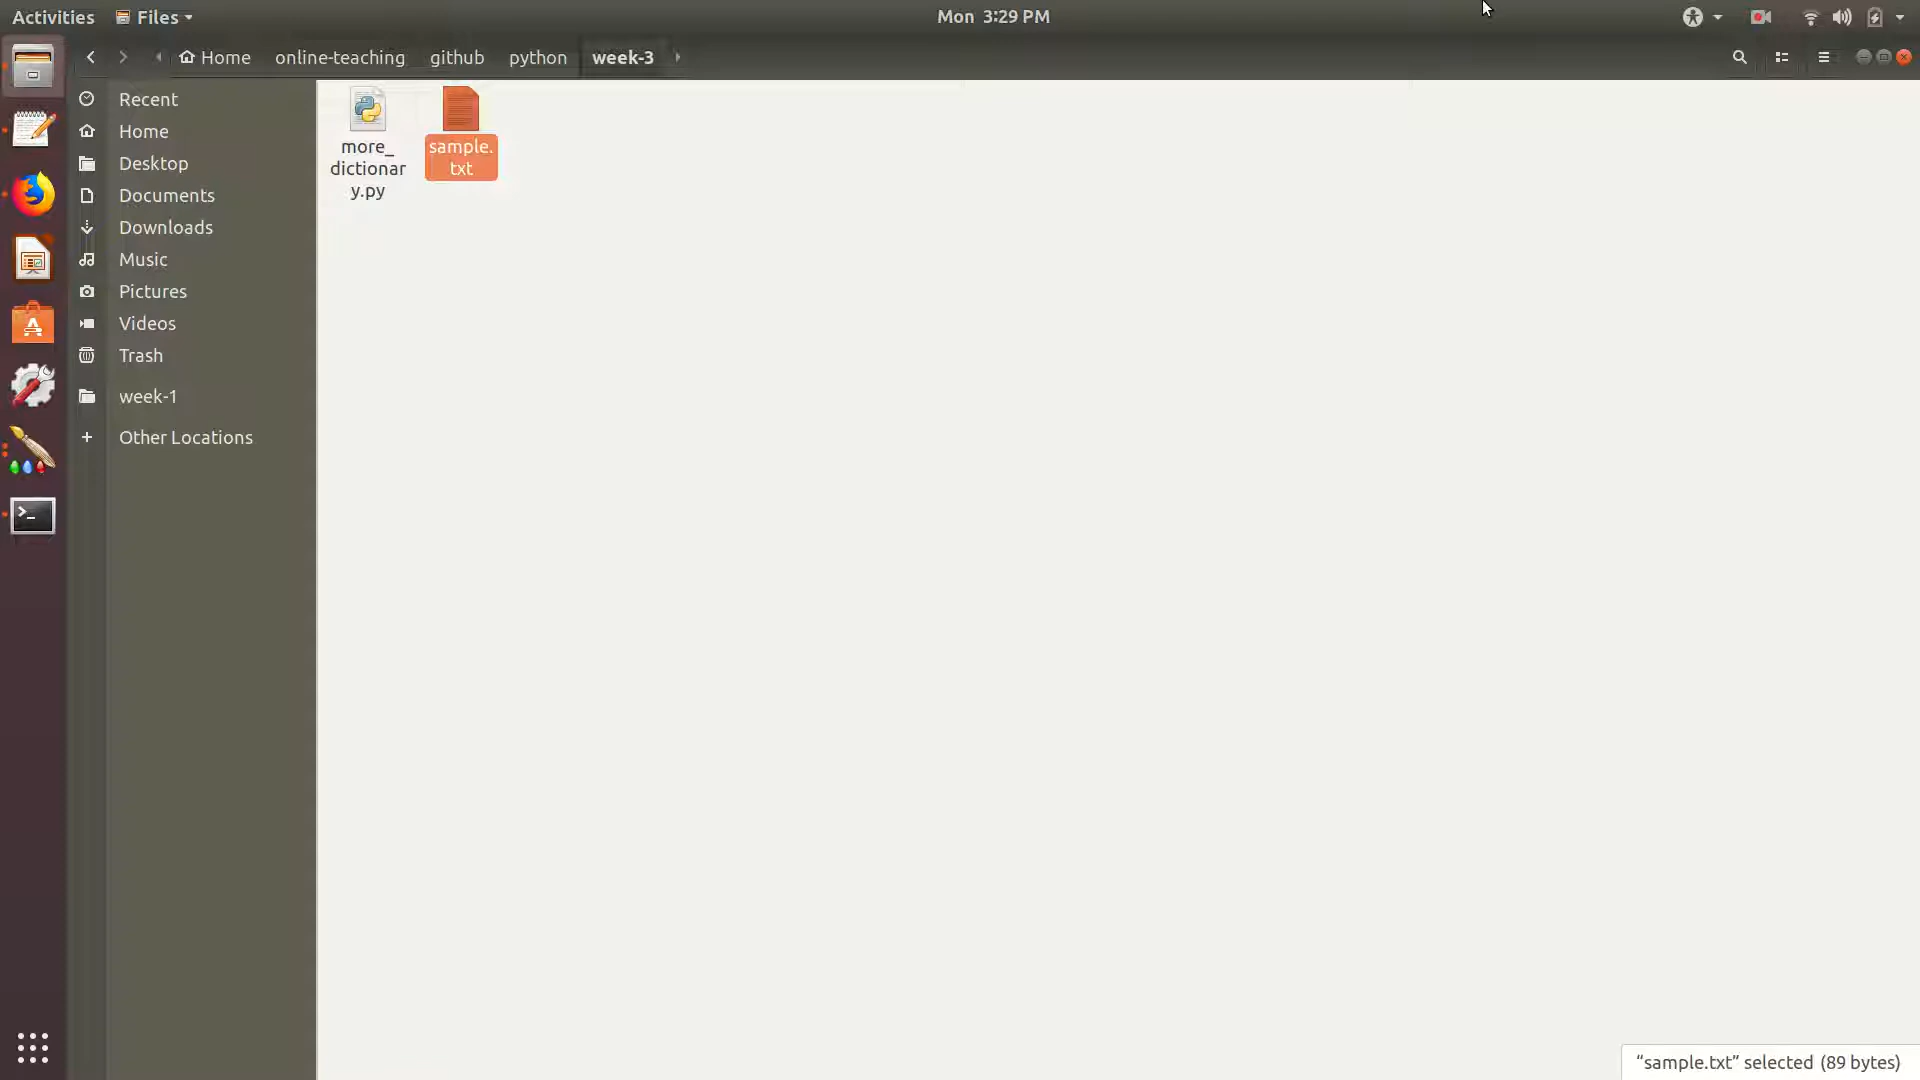 Activities Files Mon 3:29 PM
Home online-teaching github python week-3
Recent
Home
Desktop
Documents
Downloads
Music
Pictures
Videos
Trash
week-1
Other Locations
more_
dictionar
y.py
sample.
txt
“sample.txt” selected (89 bytes)